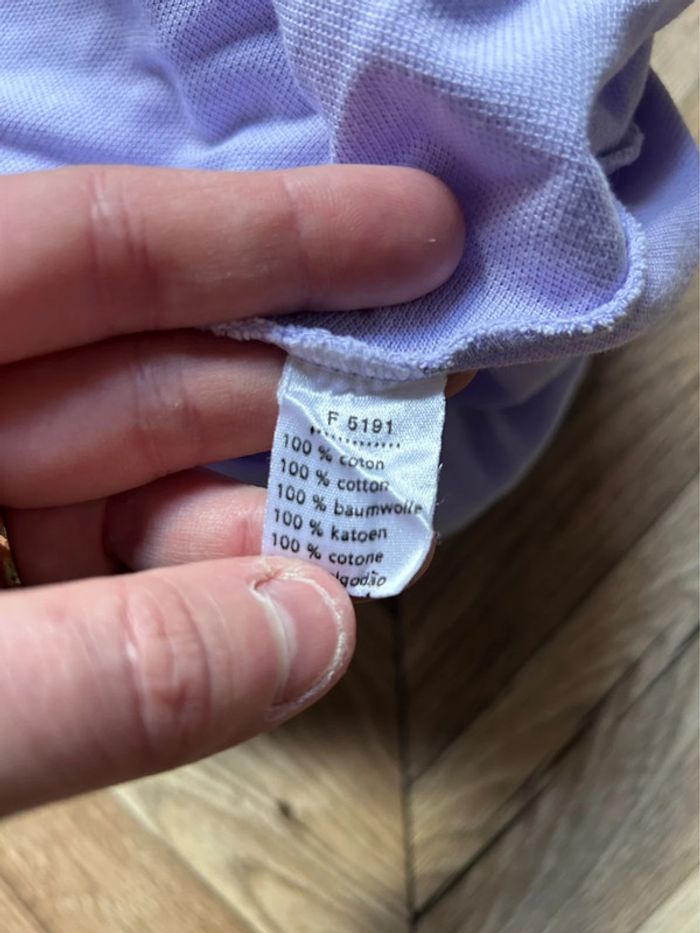 F 5191
100 % coton
100 % cotton
100 % baumwolle
100 % katoen
100 % cotone